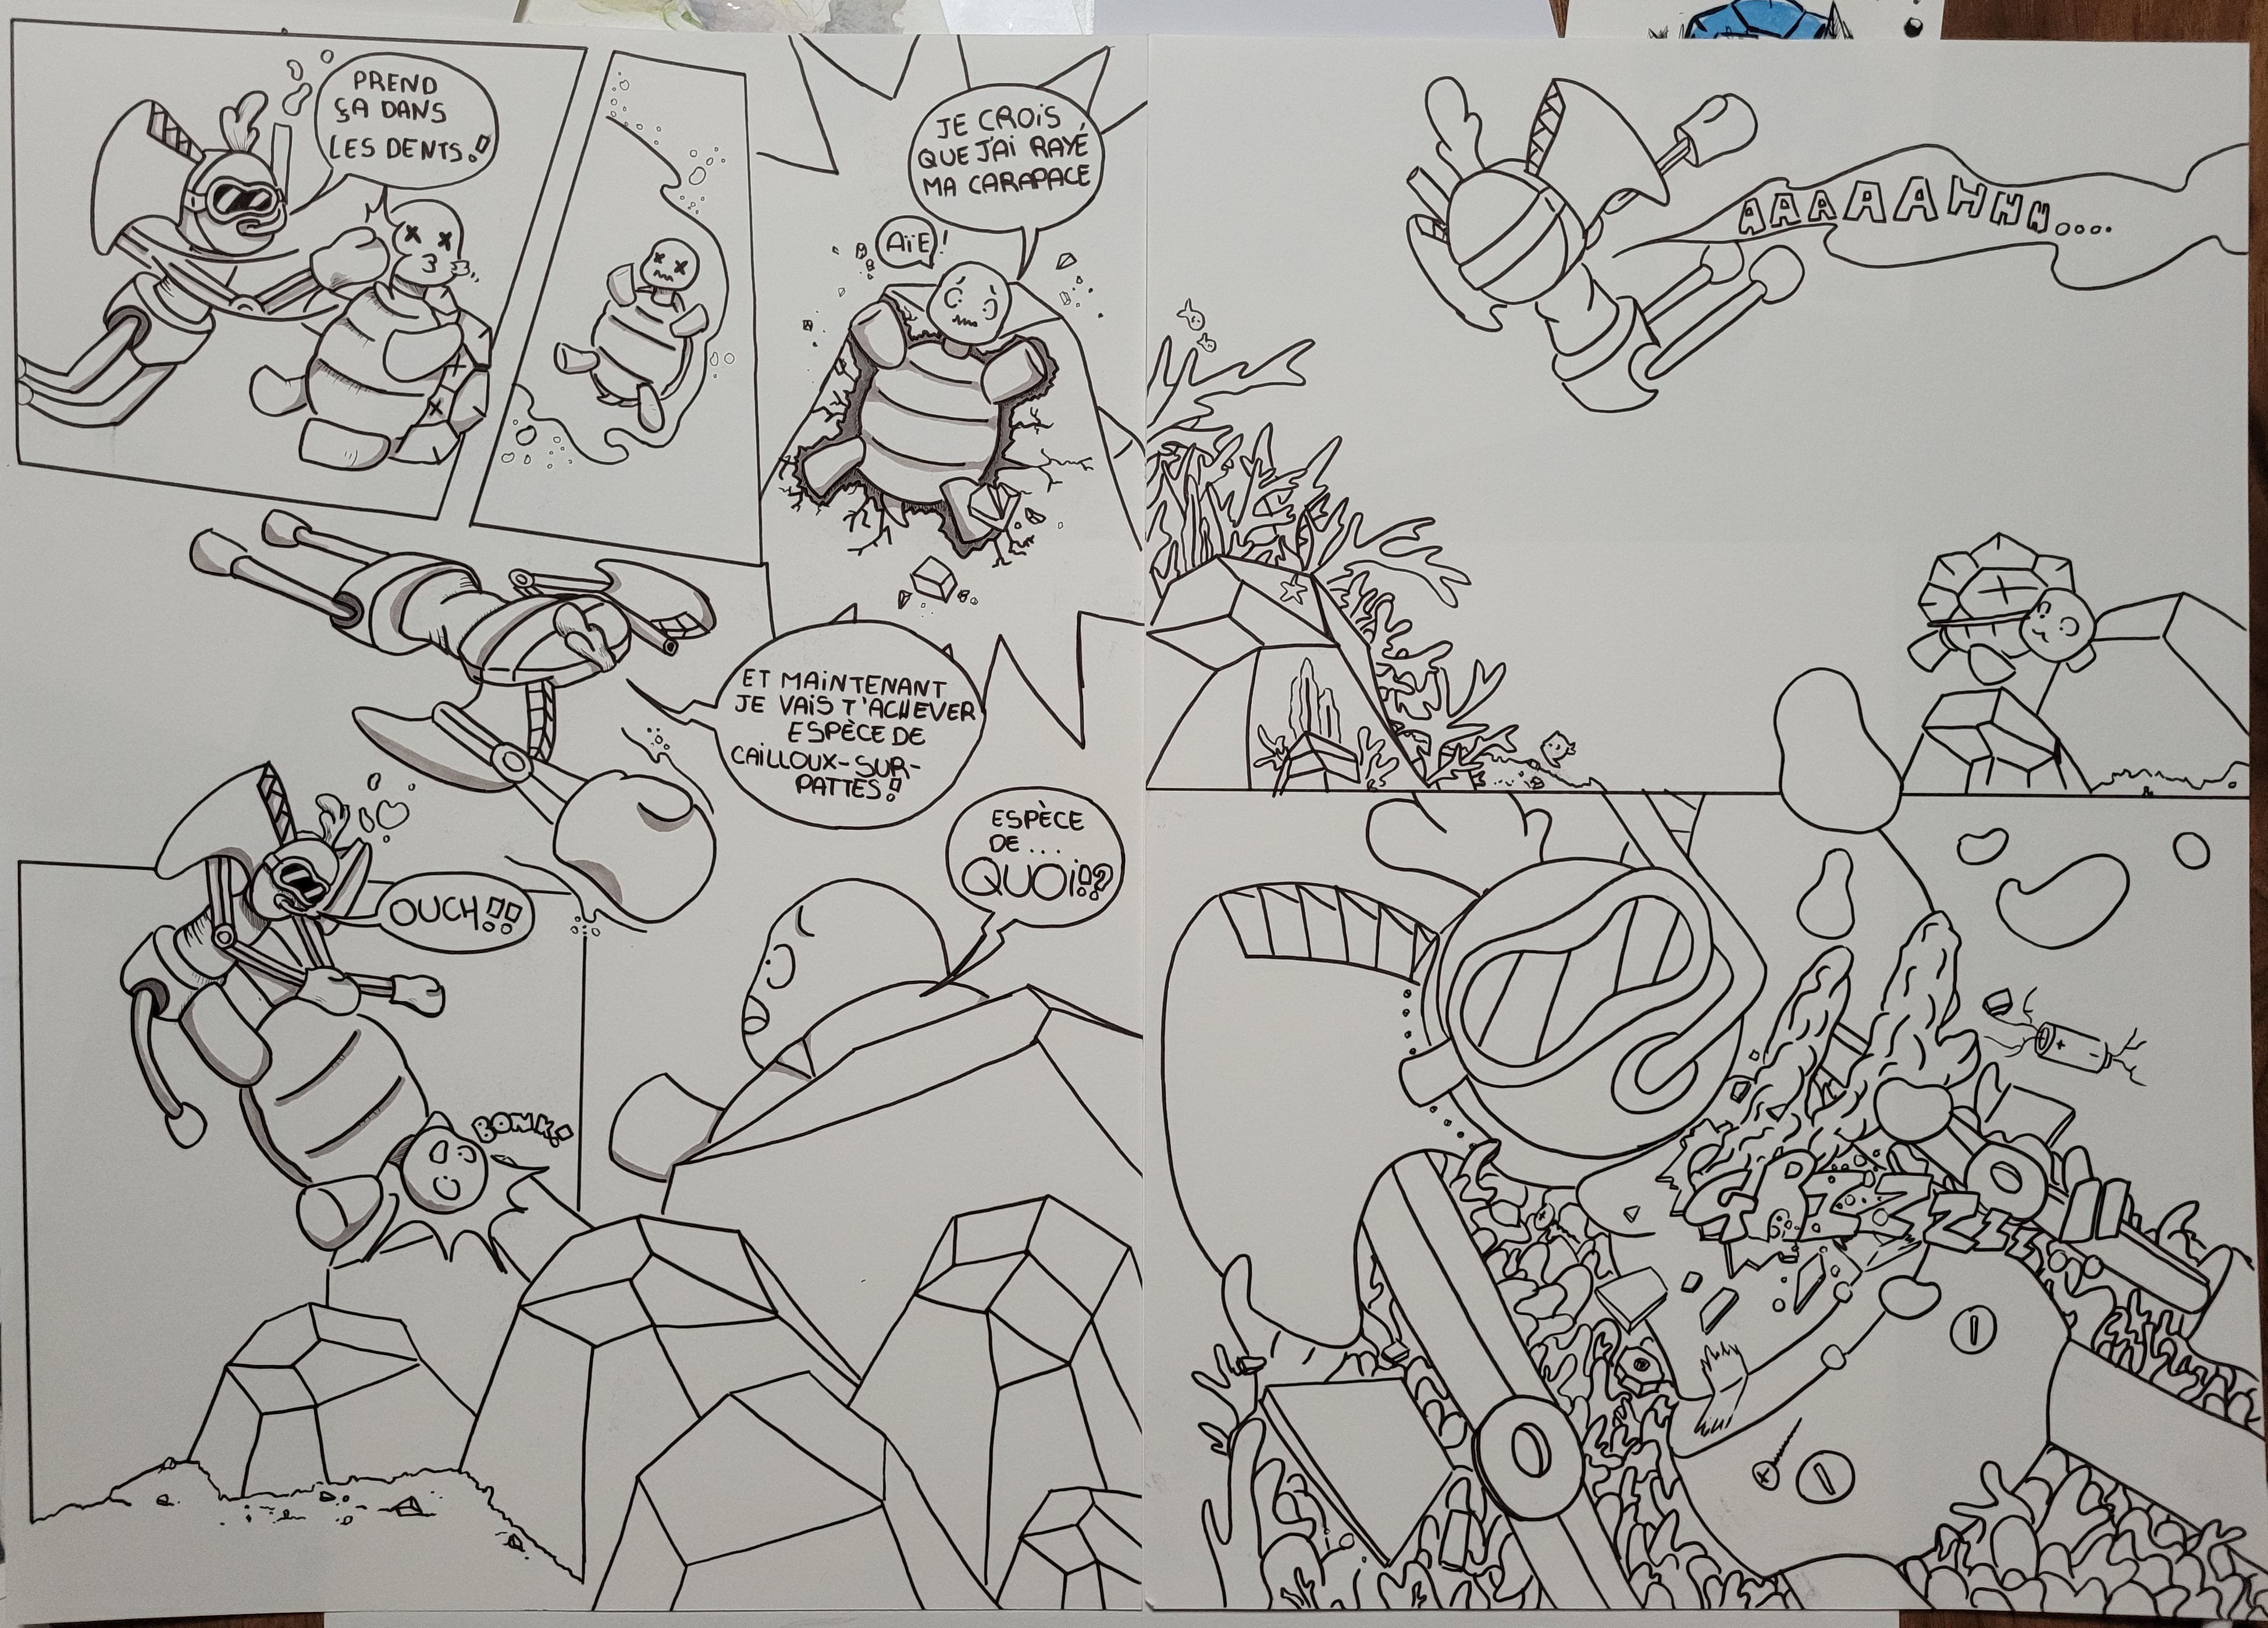 PREND
ÇA DANS
LES DENTS!
JE CROIS
QUE J'AI RAYÉ
MA CARAPACE
AÏE!
ET MAINTENANT
JE VAIS T'ACHEVER
ESPÈCE DE
CAILLOUX-SUR-
PATTES!
ESPÈCE
DE...
QUOI!!?
OUCH!!
BONK!
AAAAAHHH....
GRZZZZZZ